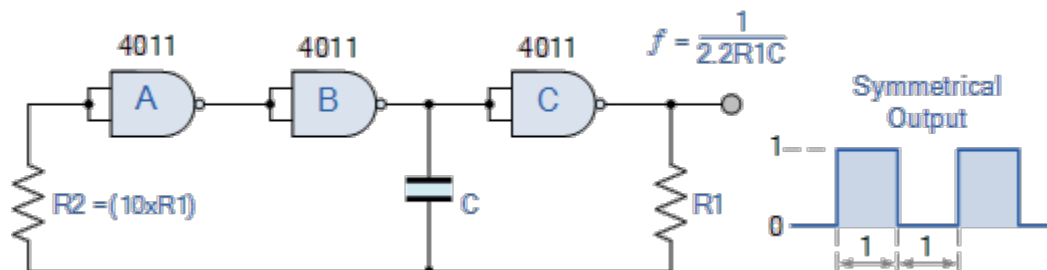 4011
4011
4011
f = 1/2.2R1C
A
B
C
Symmetrical
Output
R2 =(10xR1)
C
R1
1
0
1
1